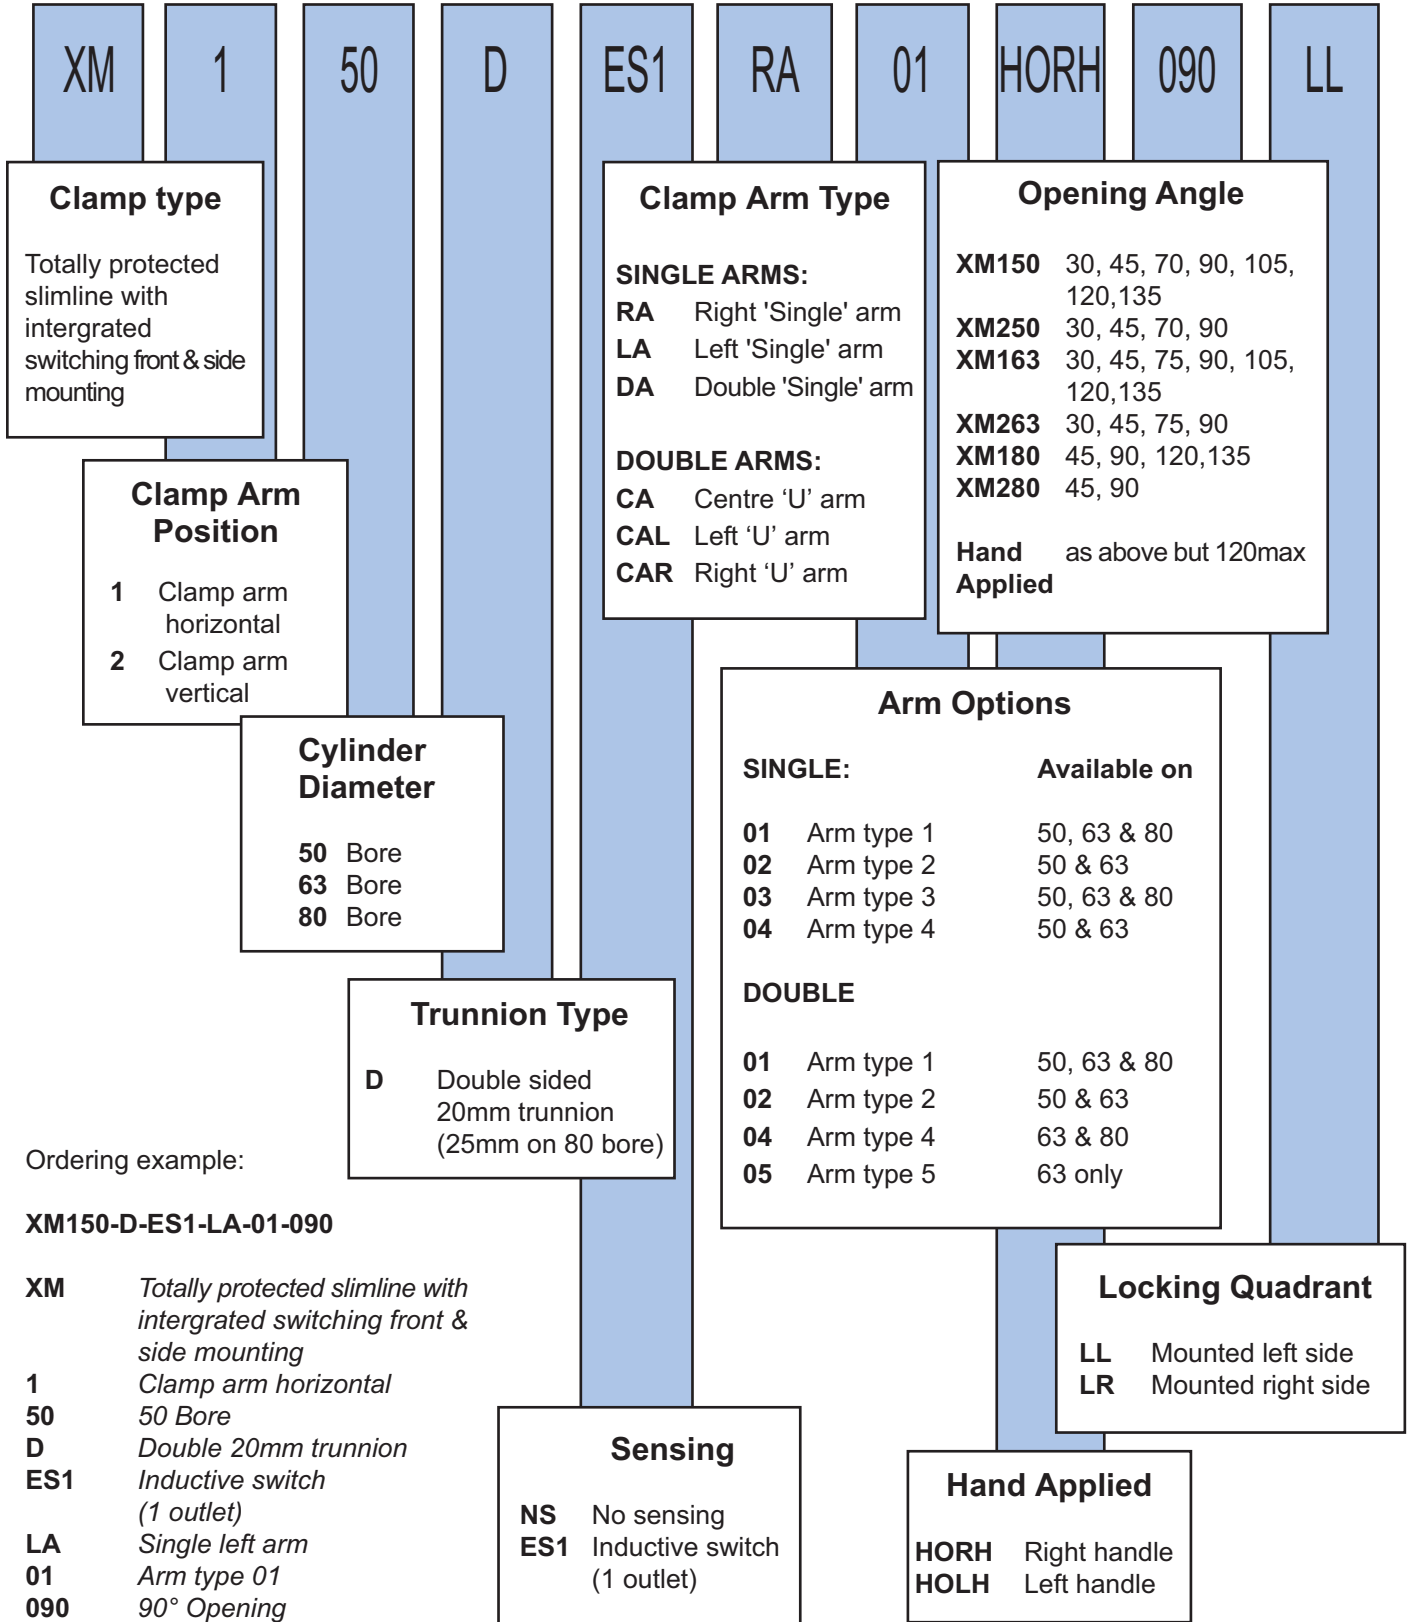 XM 1 50 D ES1 RA 01 HORH 090 LL
Clamp type
Totally protected
slimline with
intergrated
switching front & side
mounting
Clamp Arm
Position
1 Clamp arm
horizontal
2 Clamp arm
vertical
Cylinder
Diameter
50 Bore
63 Bore
80 Bore
Trunnion Type
D Double sided
20mm trunnion
(25mm on 80 bore)
Clamp Arm Type
SINGLE ARMS:
RA Right 'Single' arm
LA Left 'Single' arm
DA Double 'Single' arm
DOUBLE ARMS:
CA Centre ‘U’ arm
CAL Left ‘U’ arm
CAR Right ‘U’ arm
Opening Angle
XM150 30, 45, 70, 90, 105,
120,135
XM250 30, 45, 70, 90
XM163 30, 45, 75, 90, 105,
120,135
XM263 30, 45, 75, 90
XM180 45, 90, 120,135
XM280 45, 90
Hand as above but 120max
Applied
Arm Options
SINGLE: Available on
01 Arm type 1 50, 63 & 80
02 Arm type 2 50 & 63
03 Arm type 3 50, 63 & 80
04 Arm type 4 50 & 63
DOUBLE
01 Arm type 1 50, 63 & 80
02 Arm type 2 50 & 63
04 Arm type 4 63 & 80
05 Arm type 5 63 only
Locking Quadrant
LL Mounted left side
LR Mounted right side
Ordering example:
XM150-D-ES1-LA-01-090
XM Totally protected slimline with
intergrated switching front &
side mounting
1 Clamp arm horizontal
50 50 Bore
D Double 20mm trunnion
ES1 Inductive switch
(1 outlet)
LA Single left arm
01 Arm type 01
090 90° Opening
Sensing
NS No sensing
ES1 Inductive switch
(1 outlet)
Hand Applied
HORH Right handle
HOLH Left handle